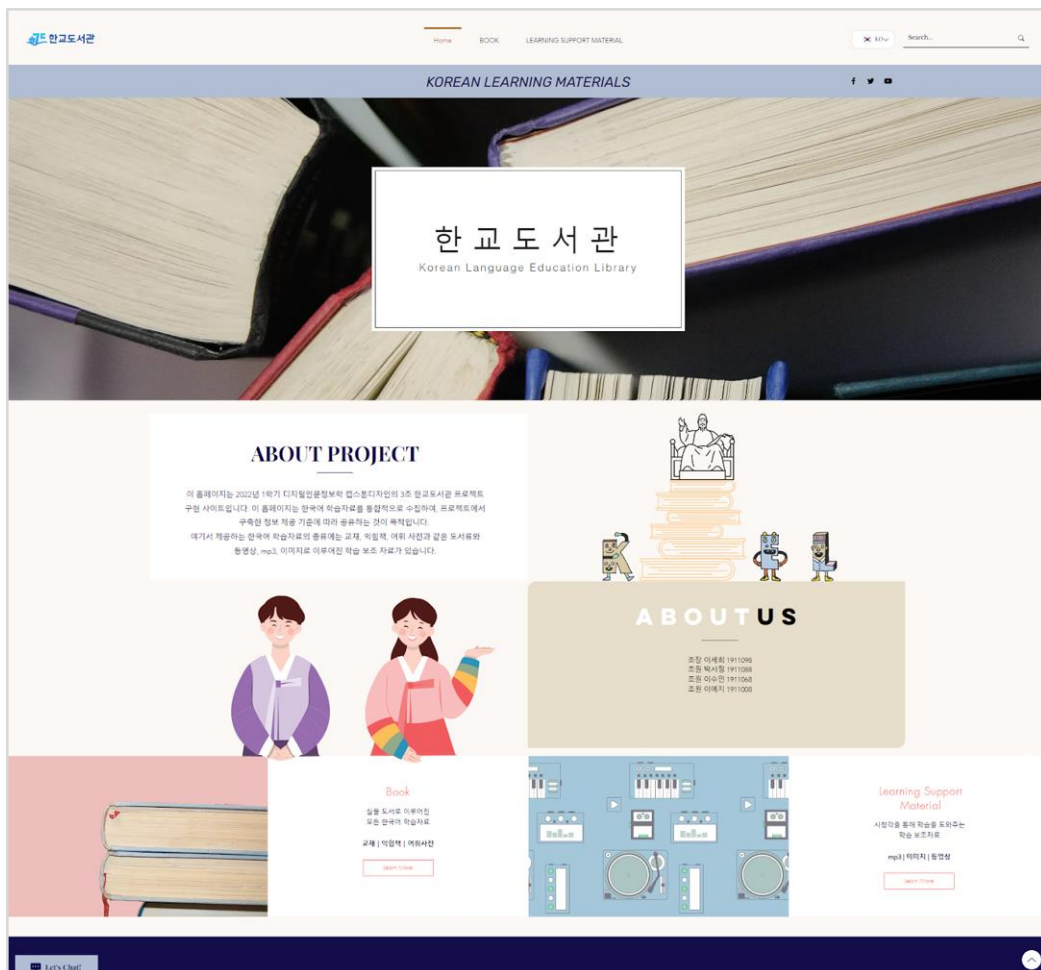 한교도서관
Home BOOK LEARNING SUPPORT MATERIAL
KO
Search...
KOREAN LEARNING MATERIALS
한교도서관
Korean Language Education Library
ABOUT PROJECT
이 홈페이지는 2022년 1학기 디지털인문정보학 캡스톤디자인의 3조 한교도서관 프로젝트
구현 사이트입니다. 이 홈페이지는 한국어 학습자료를 통합적으로 수집하여, 프로젝트에서
구축한 정보 제공 기준에 따라 공유하는 것이 목적입니다.
여기서 제공하는 한국어 학습자료의 종류에는 교재, 익힘책, 어휘 사전과 같은 도서류와
동영상, mp3, 이미지로 이루어진 학습 보조 자료가 있습니다.
K E L
ABOUT US
조장 이세희 1911098
조원 박서정 1911088
조원 이수민 1911068
조원 이예지 1911008
Book
실물 도서로 이루어진
모든 한국어 학습자료
교재 | 익힘책 | 어휘사전
Learn More
Learning Support
Material
시청각을 통해 학습을 도와주는
학습 보조자료
mp3 | 이미지 | 동영상
Learn More
Let's Chat!